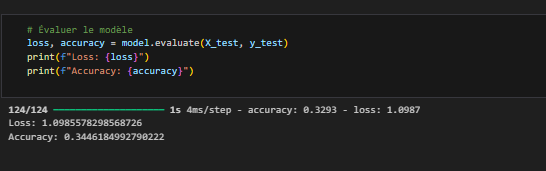 # Évaluer le modèle
loss, accuracy = model.evaluate(X_test, y_test)
print(f"Loss: {loss}")
print(f"Accuracy: {accuracy}")
124/124 ━━━━━━━━━━━━━━━━━━━━ 1s 4ms/step - accuracy: 0.3293 - loss: 1.0987
Loss: 1.0985578298568726
Accuracy: 0.3446184992790222